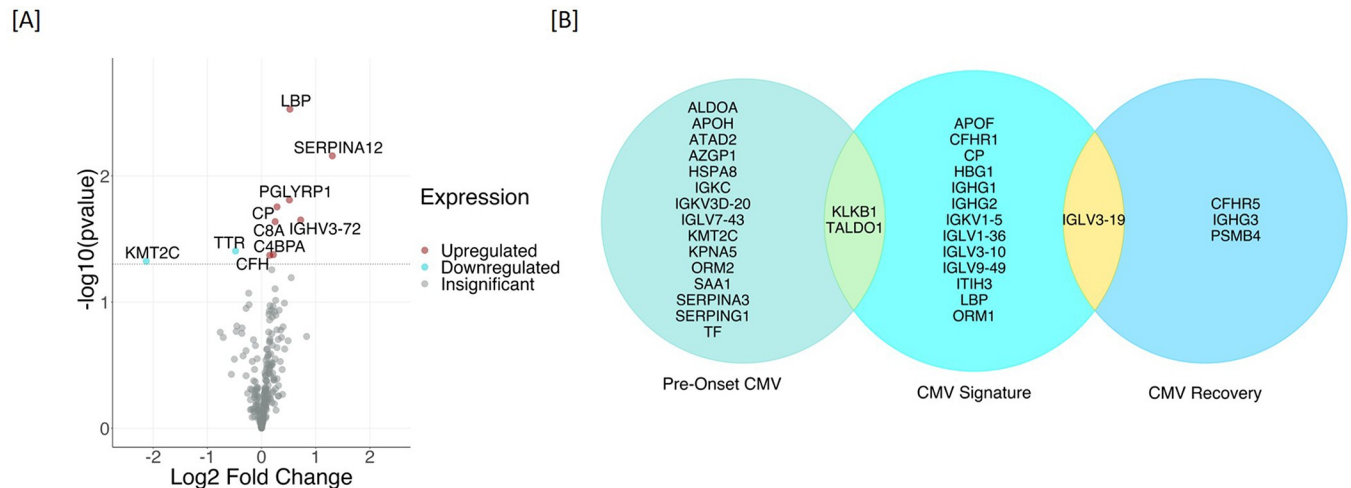 [A]
[B]
LBP
SERPINA12
PGLYRP1
CP
C8A
IGHV3-72
TTR
C4BPA
KMT2C
CFH
-log10(pvalue)
2
1
0
-2
-1
0
1
2
Log2 Fold Change
Expression
Upregulated
Downregulated
Insignificant
ALDOA
APOH
ATAD2
AZGP1
HSPA8
IGKC
IGKV3D-20
IGLV7-43
KMT2C
KPNA5
ORM2
SAA1
SERPINA3
SERPING1
TF
KLKB1
TALDO1
APOF
CFHR1
CP
HBG1
IGHG1
IGHG2
IGKV1-5
IGLV1-36
IGLV3-10
IGLV9-49
ITIH3
LBP
ORM1
IGLV3-19
CFHR5
IGHG3
PSMB4
Pre-Onset CMV
CMV Signature
CMV Recovery